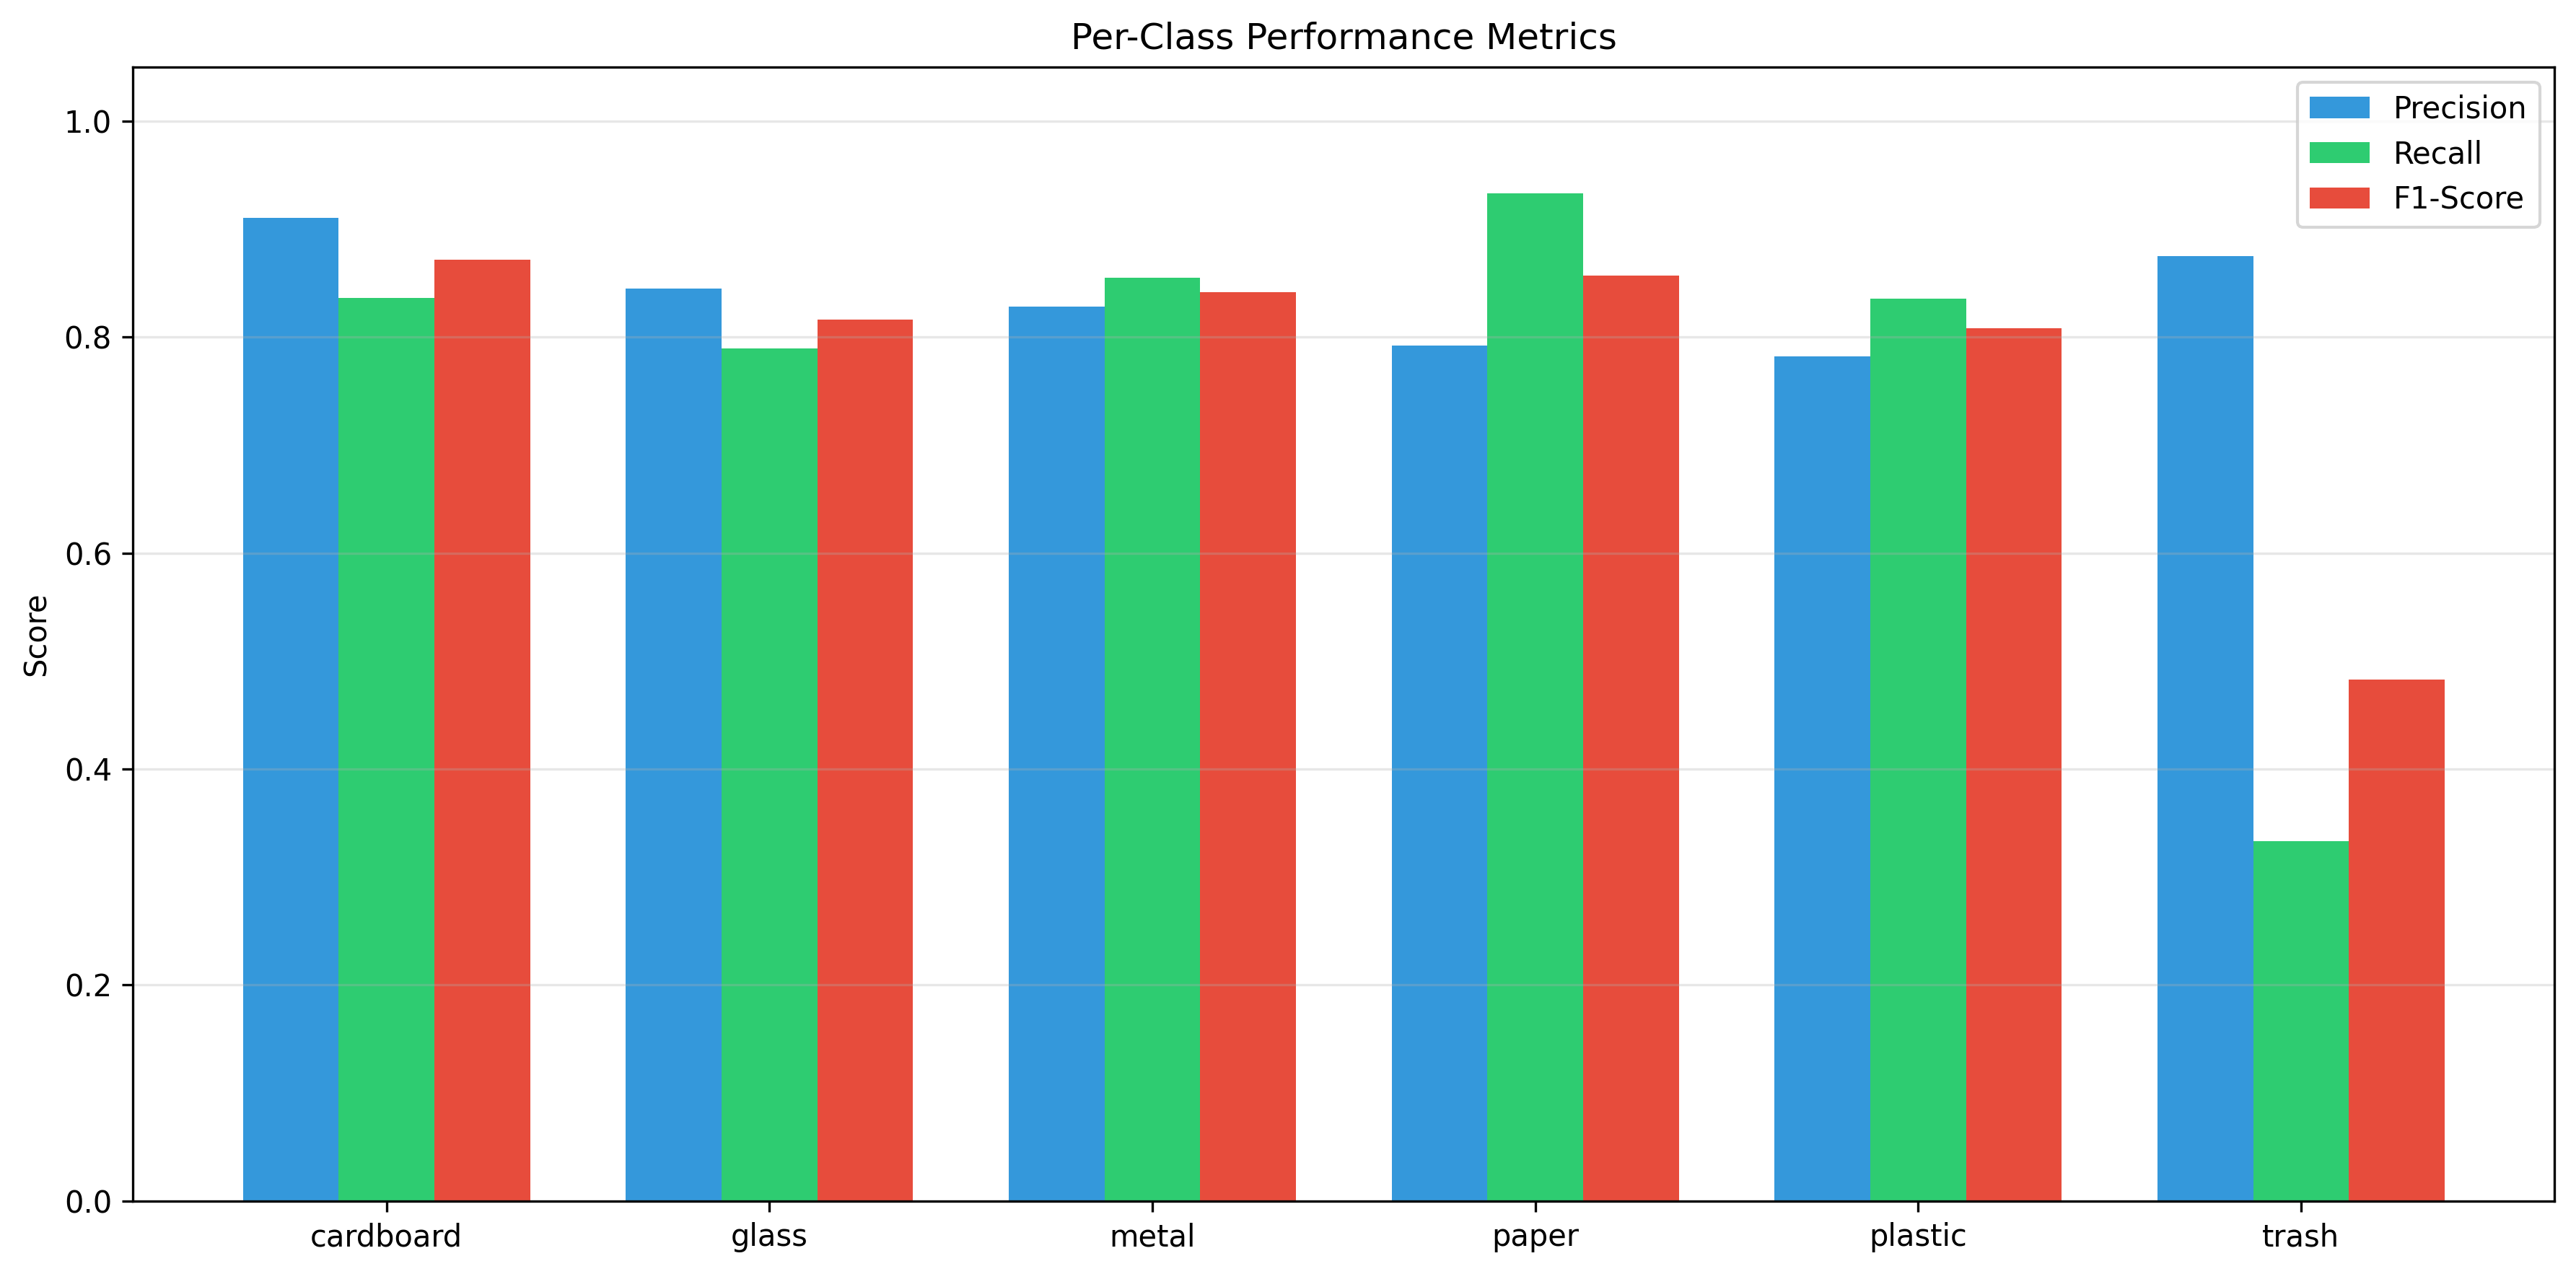 Per-Class Performance Metrics
Precision
Recall
F1-Score
Score
1.0
0.8
0.6
0.4
0.2
0.0
cardboard glass metal paper plastic trash